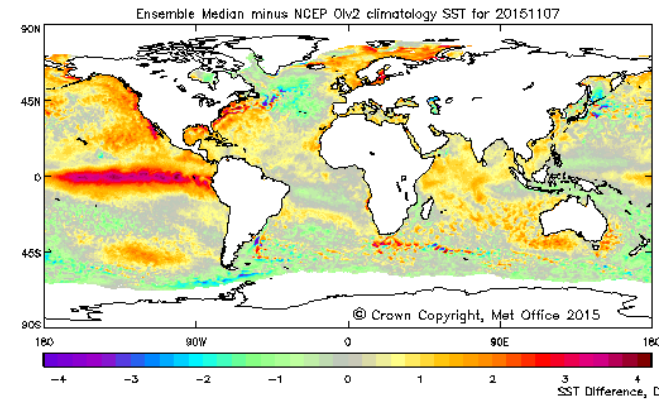 Ensemble Median minus NCEP OIv2 climatology SST for 20151107
90N
45N
0
45S
90S
© Crown Copyright, Met Office 2015
180 90W 0 90E 180
-4 -3 -2 -1 0 1 2 3 4
SST Difference, D